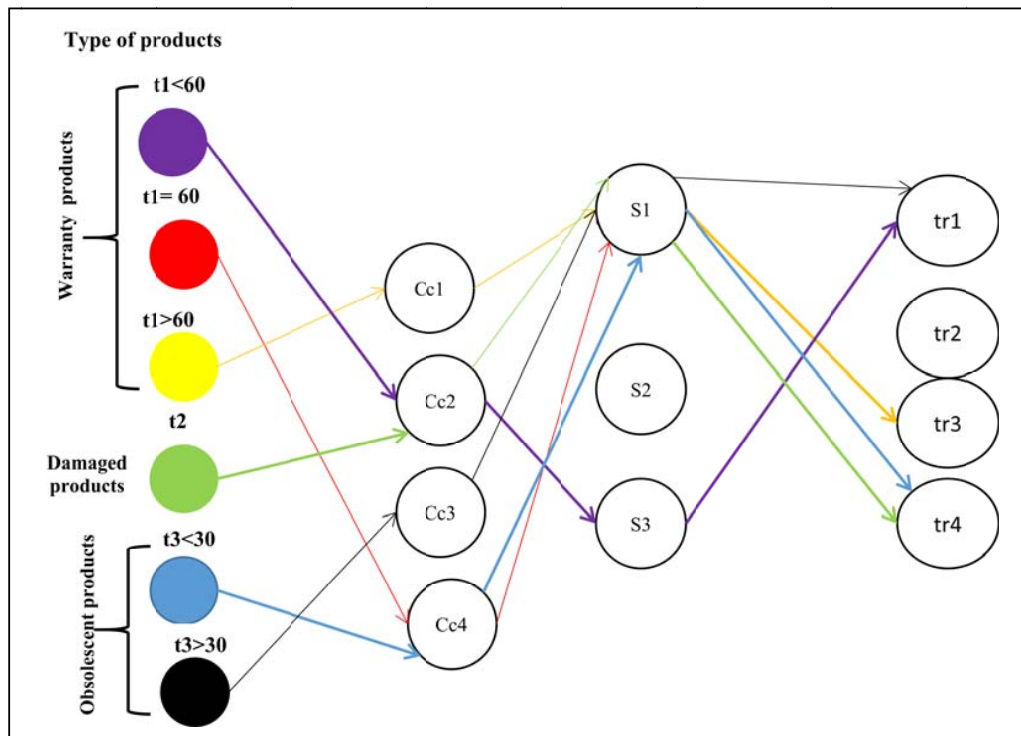 Type of products
t1<60
Warranty products
t1= 60
t1>60
t2
Damaged
products
t3<30
Obsolescent products
t3>30
Cc1
Cc2
Cc3
Cc4
S1
S2
S3
tr1
tr2
tr3
tr4